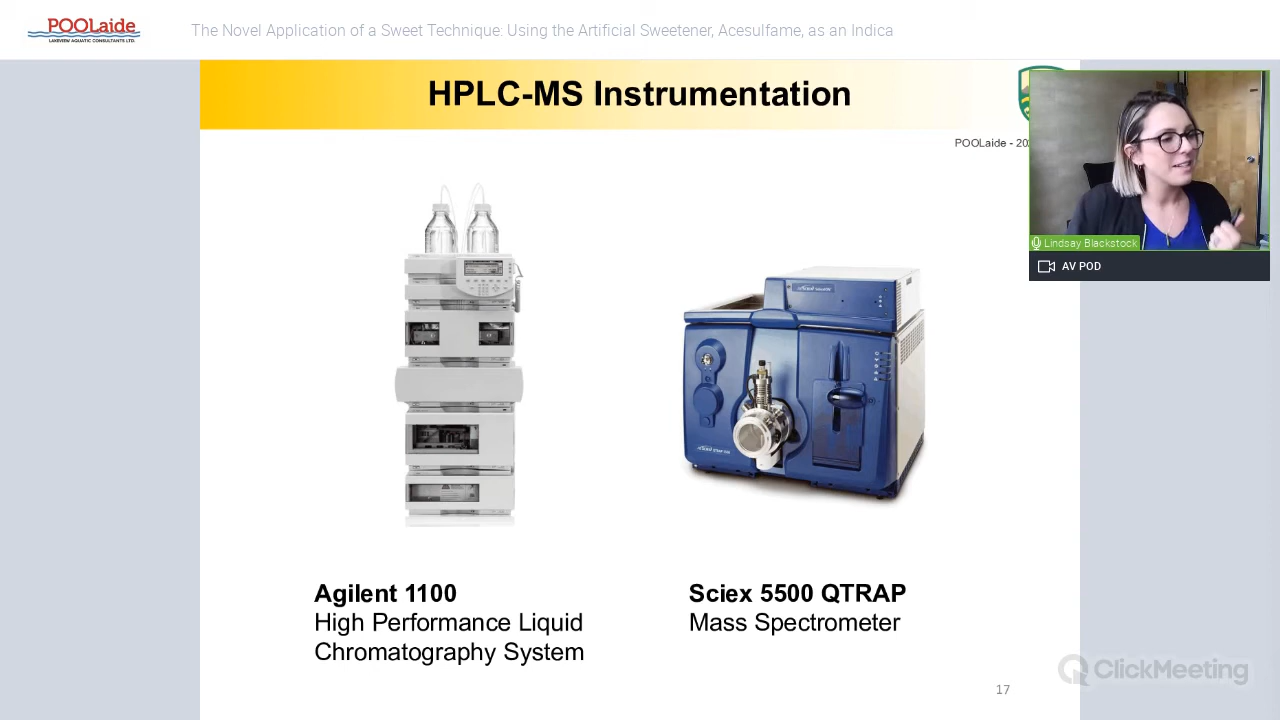 POOLaide
LAKEVIEW AQUATIC CONSULTANTS LTD.
The Novel Application of a Sweet Technique: Using the Artificial Sweetener, Acesulfame, as an Indica
HPLC-MS Instrumentation
POOLaide - 20
Lindsay Blackstock
AV POD
Agilent 1100
High Performance Liquid
Chromatography System
Sciex 5500 QTRAP
Mass Spectrometer
17
ClickMeeting